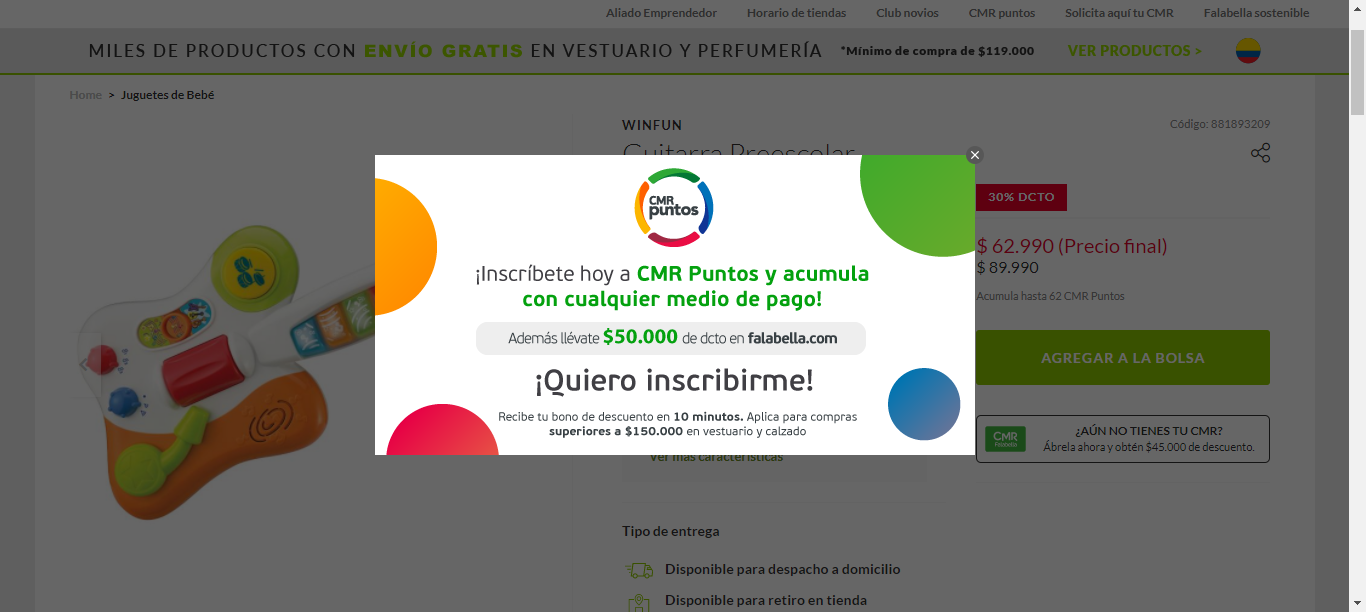 Aliado Emprendedor Horario de tiendas Club novios CMR puntos Solicita aquí tu CMR Falabella sostenible
MILES DE PRODUCTOS CON ENVÍO GRATIS EN VESTUARIO Y PERFUMERÍA *Mínimo de compra de $119.000 VER PRODUCTOS >
Home > Juguetes de Bebé
WINFUN
Código: 881893209
Guitarra Preescolar
30% DCTO
$ 62.990 (Precio final)
$ 89.990
Acumula hasta 62 CMR Puntos
AGREGAR A LA BOLSA
CMR
Falabella
¿AÚN NO TIENES TU CMR?
Ábrela ahora y obtén $45.000 de descuento.
CMR
puntos
¡Inscríbete hoy a CMR Puntos y acumula
con cualquier medio de pago!
Además llévate $50.000 de dcto en falabella.com
¡Quiero inscribirme!
Recibe tu bono de descuento en 10 minutos. Aplica para compras
superiores a $150.000 en vestuario y calzado
Ver más características
Tipo de entrega
Disponible para despacho a domicilio
Disponible para retiro en tienda